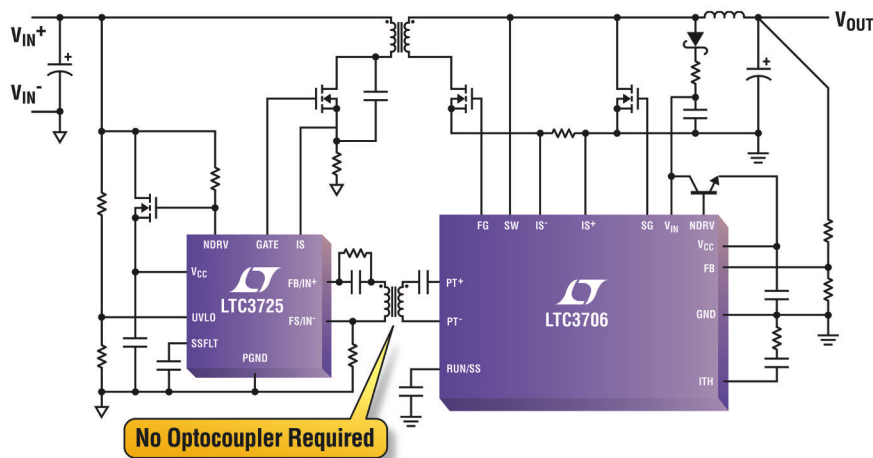 VIN+
VOUT
VIN-
+
+
NDRV
GATE
IS
FG
SW
IS-
IS+
SG
VIN
NDRV
VCC
FB/IN+
LTC3725
UVLO
FS/IN-
SSFLT
PGND
PT+
PT-
LTC3706
RUN/SS
VCC
FB
GND
ITH
No Optocoupler Required